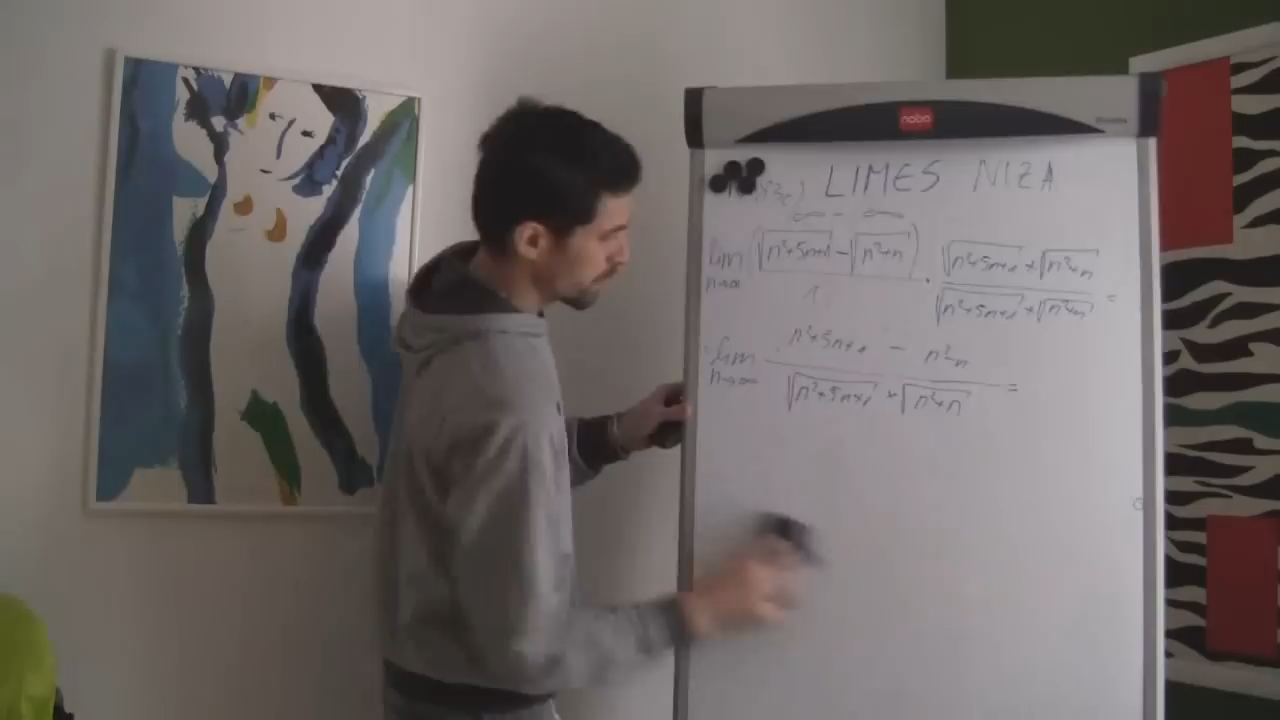 nobo
LIMES NIZA
∞ - ∞
lim n→∞ (√(n²+5n+1) - √(n²+n)) / 1 · (√(n²+5n+1) + √(n²+n)) / (√(n²+5n+1) + √(n²+n)) =
lim n→∞ (n²+5n+1 - n²-n) / (√(n²+5n+1) + √(n²+n)) =